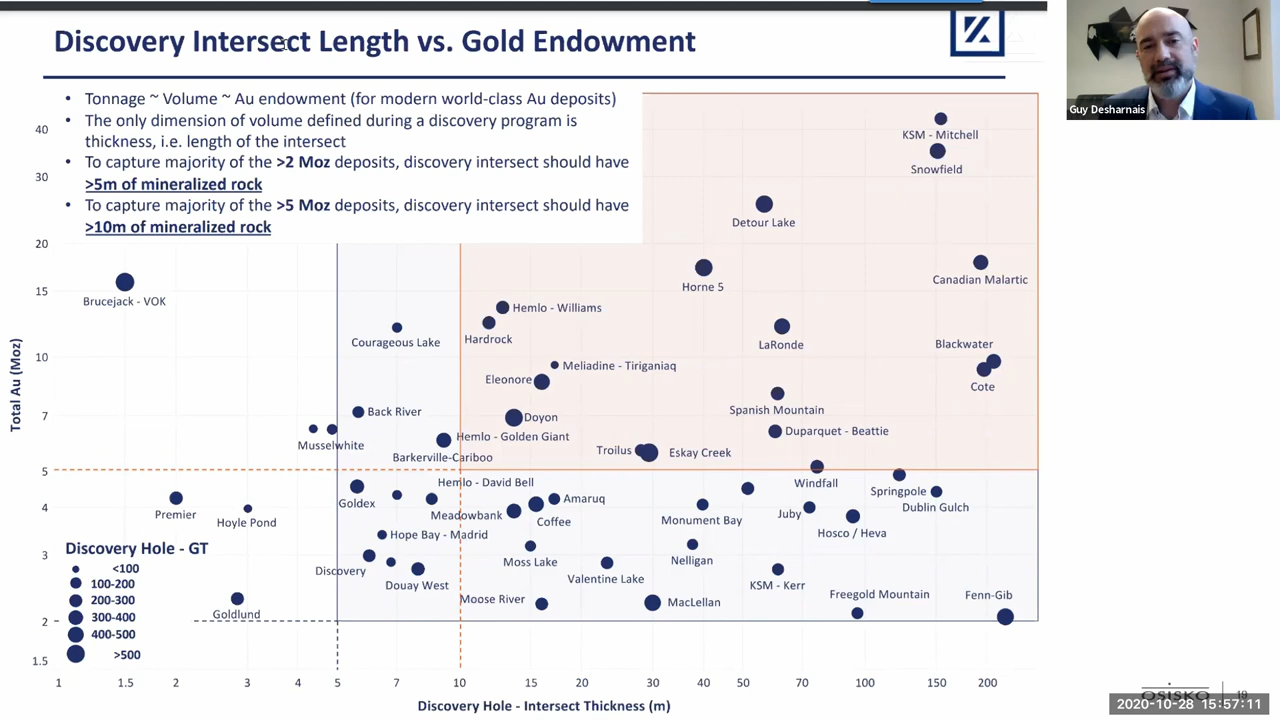 Discovery Intersect Length vs. Gold Endowment
Guy Desharnais
• Tonnage ~ Volume ~ Au endowment (for modern world-class Au deposits)
• The only dimension of volume defined during a discovery program is
thickness, i.e. length of the intersect
• To capture majority of the >2 Moz deposits, discovery intersect should have
>5m of mineralized rock
• To capture majority of the >5 Moz deposits, discovery intersect should have
>10m of mineralized rock
Total Au (Moz)
40
30
20
15
10
7
5
4
3
2
1.5
KSM - Mitchell
Snowfield
Detour Lake
Canadian Malartic
Horne 5
Brucejack - VOK
Hemlo - Williams
Hardrock
Courageous Lake
LaRonde
Blackwater
Cote
Meliadine - Tiriganiaq
Eleonore
Spanish Mountain
Back River
Doyon
Musselwhite
Hemlo - Golden Giant
Barkerville-Cariboo
Duparquet - Beattie
Troilus
Eskay Creek
Windfall
Springpole
Dublin Gulch
Hemlo - David Bell
Goldex
Premier
Hoyle Pond
Meadowbank
Amaruq
Coffee
Monument Bay
Juby
Hosco / Heva
Hope Bay - Madrid
Moss Lake
Nelligan
Discovery
Douay West
Valentine Lake
KSM - Kerr
Goldlund
Moose River
MacLellan
Freegold Mountain
Fenn-Gib
Discovery Hole - GT
<100
100-200
200-300
300-400
400-500
>500
1 1.5 2 3 4 5 7 10 15 20 30 40 50 70 100 150 200
Discovery Hole - Intersect Thickness (m)
OSISKO
19
2020-10-28 15:57:11